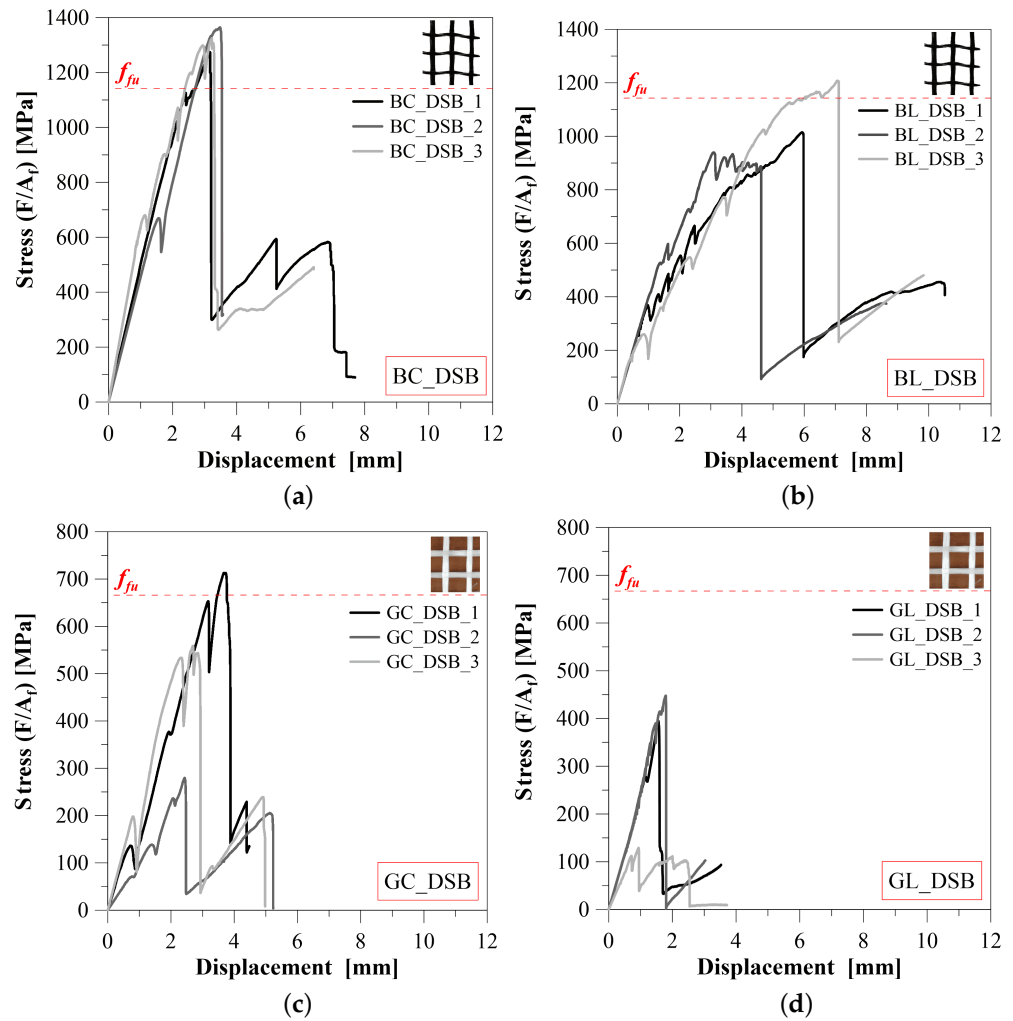 1400
1200
1000
800
600
400
200
0
Stress (F/Af) [MPa]
ffu
BC_DSB_1
BC_DSB_2
BC_DSB_3
BC_DSB
0 2 4 6 8 10 12
Displacement [mm]
(a)
1400
1200
1000
800
600
400
200
0
Stress (F/Af) [MPa]
ffu
BL_DSB_1
BL_DSB_2
BL_DSB_3
BL_DSB
0 2 4 6 8 10 12
Displacement [mm]
(b)
800
700
600
500
400
300
200
100
0
Stress (F/Af) [MPa]
ffu
GC_DSB_1
GC_DSB_2
GC_DSB_3
GC_DSB
0 2 4 6 8 10 12
Displacement [mm]
(c)
800
700
600
500
400
300
200
100
0
Stress (F/Af) [MPa]
ffu
GL_DSB_1
GL_DSB_2
GL_DSB_3
GL_DSB
0 2 4 6 8 10 12
Displacement [mm]
(d)